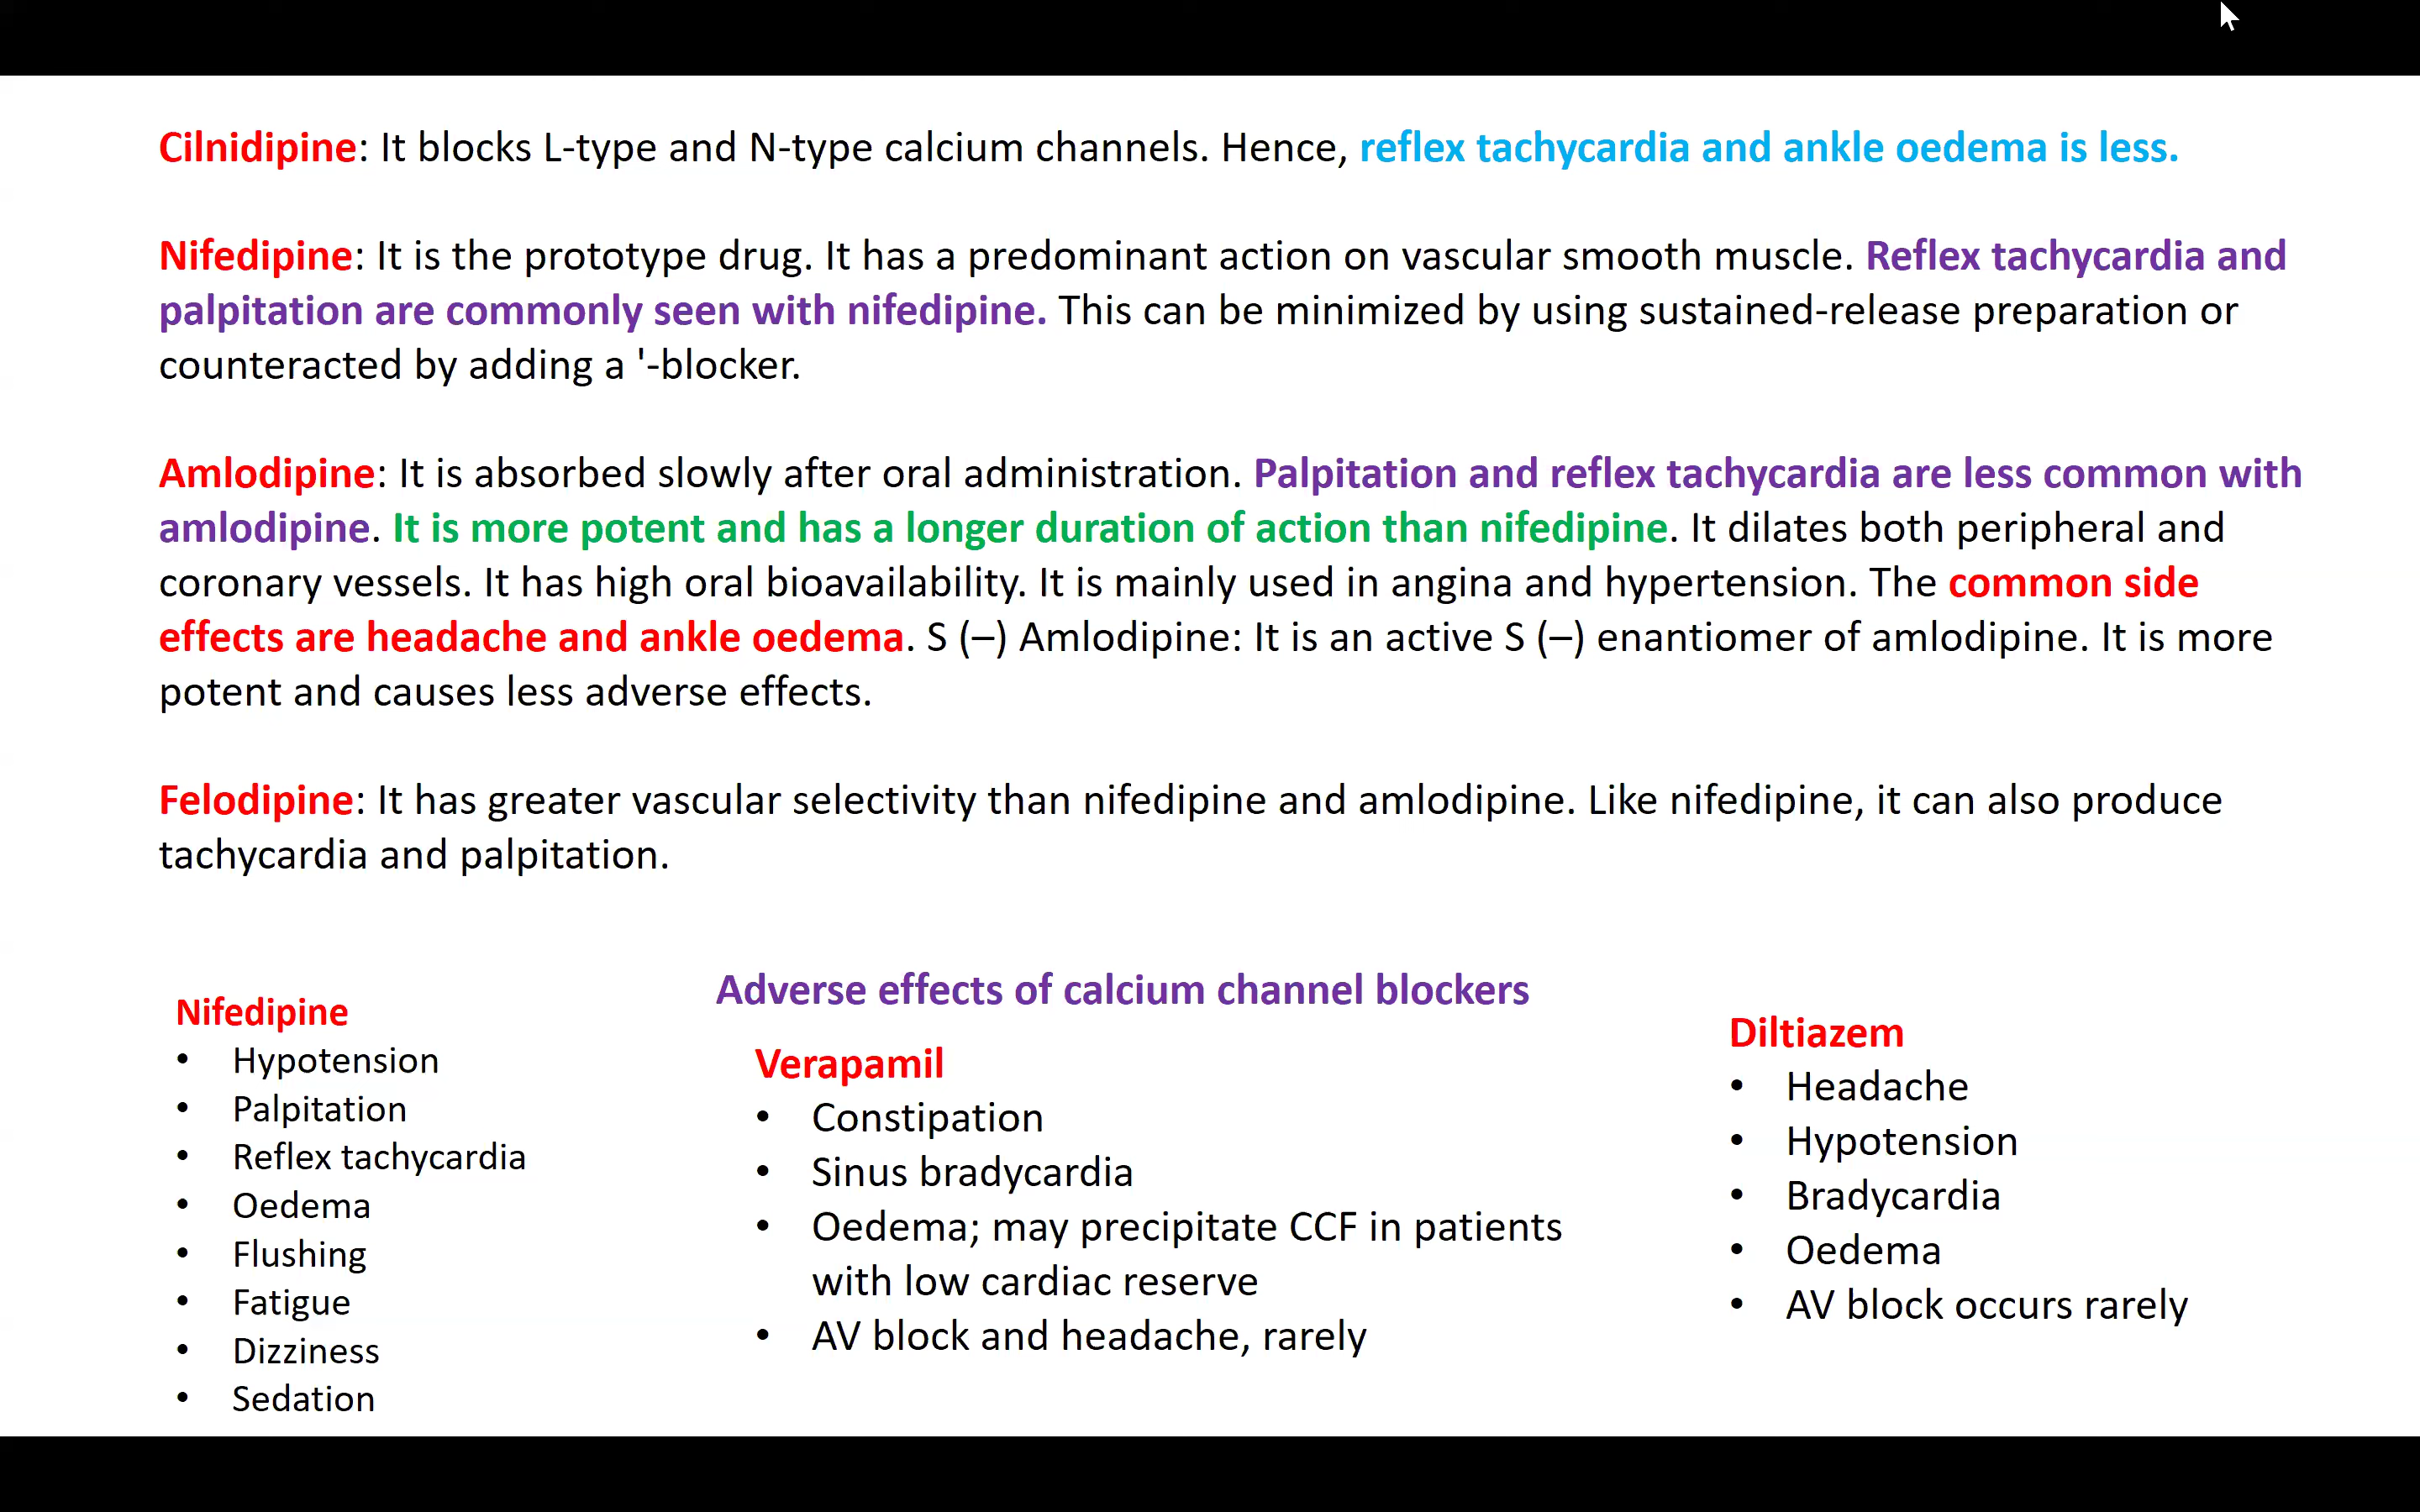 Cilnidipine: It blocks L-type and N-type calcium channels. Hence, reflex tachycardia and ankle oedema is less.
Nifedipine: It is the prototype drug. It has a predominant action on vascular smooth muscle. Reflex tachycardia and
palpitation are commonly seen with nifedipine. This can be minimized by using sustained-release preparation or
counteracted by adding a '-blocker.
Amlodipine: It is absorbed slowly after oral administration. Palpitation and reflex tachycardia are less common with
amlodipine. It is more potent and has a longer duration of action than nifedipine. It dilates both peripheral and
coronary vessels. It has high oral bioavailability. It is mainly used in angina and hypertension. The common side
effects are headache and ankle oedema. S (–) Amlodipine: It is an active S (–) enantiomer of amlodipine. It is more
potent and causes less adverse effects.
Felodipine: It has greater vascular selectivity than nifedipine and amlodipine. Like nifedipine, it can also produce
tachycardia and palpitation.
Adverse effects of calcium channel blockers
Nifedipine
• Hypotension
• Palpitation
• Reflex tachycardia
• Oedema
• Flushing
• Fatigue
• Dizziness
• Sedation
Verapamil
• Constipation
• Sinus bradycardia
• Oedema; may precipitate CCF in patients
with low cardiac reserve
• AV block and headache, rarely
Diltiazem
• Headache
• Hypotension
• Bradycardia
• Oedema
• AV block occurs rarely